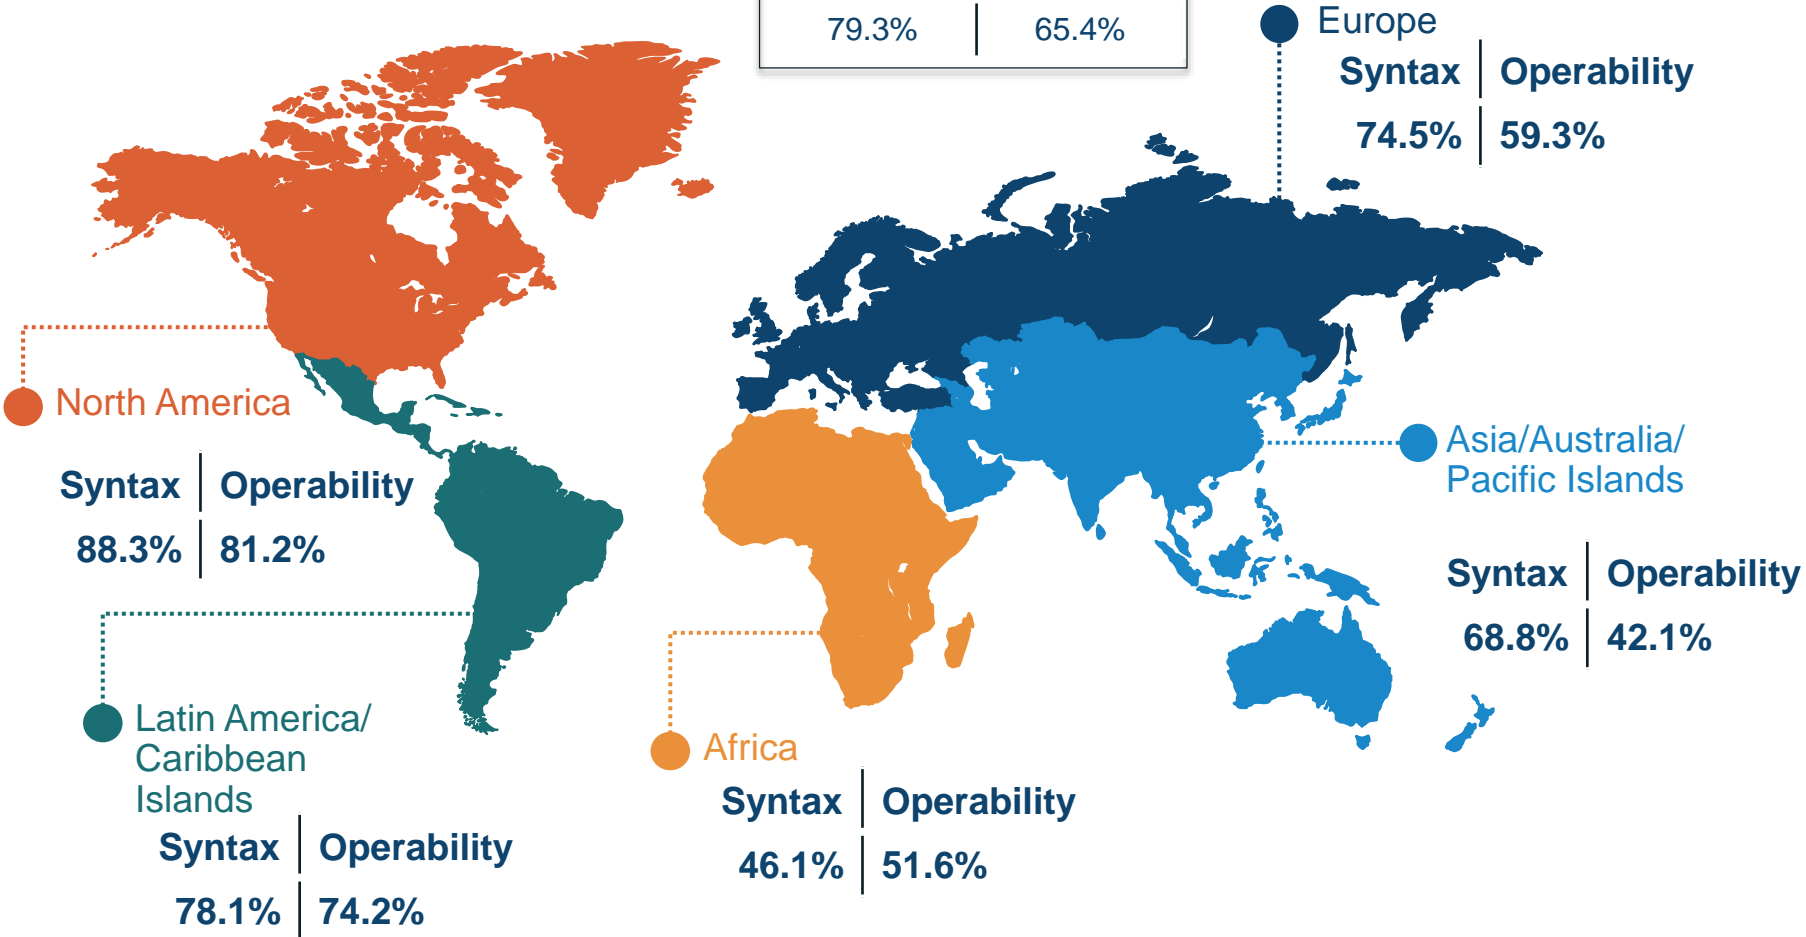 79.3% 65.4%
Europe
Syntax Operability
74.5% 59.3%
North America
Syntax Operability
88.3% 81.2%
Asia/Australia/
Pacific Islands
Syntax Operability
68.8% 42.1%
Latin America/
Caribbean
Islands
Syntax Operability
78.1% 74.2%
Africa
Syntax Operability
46.1% 51.6%